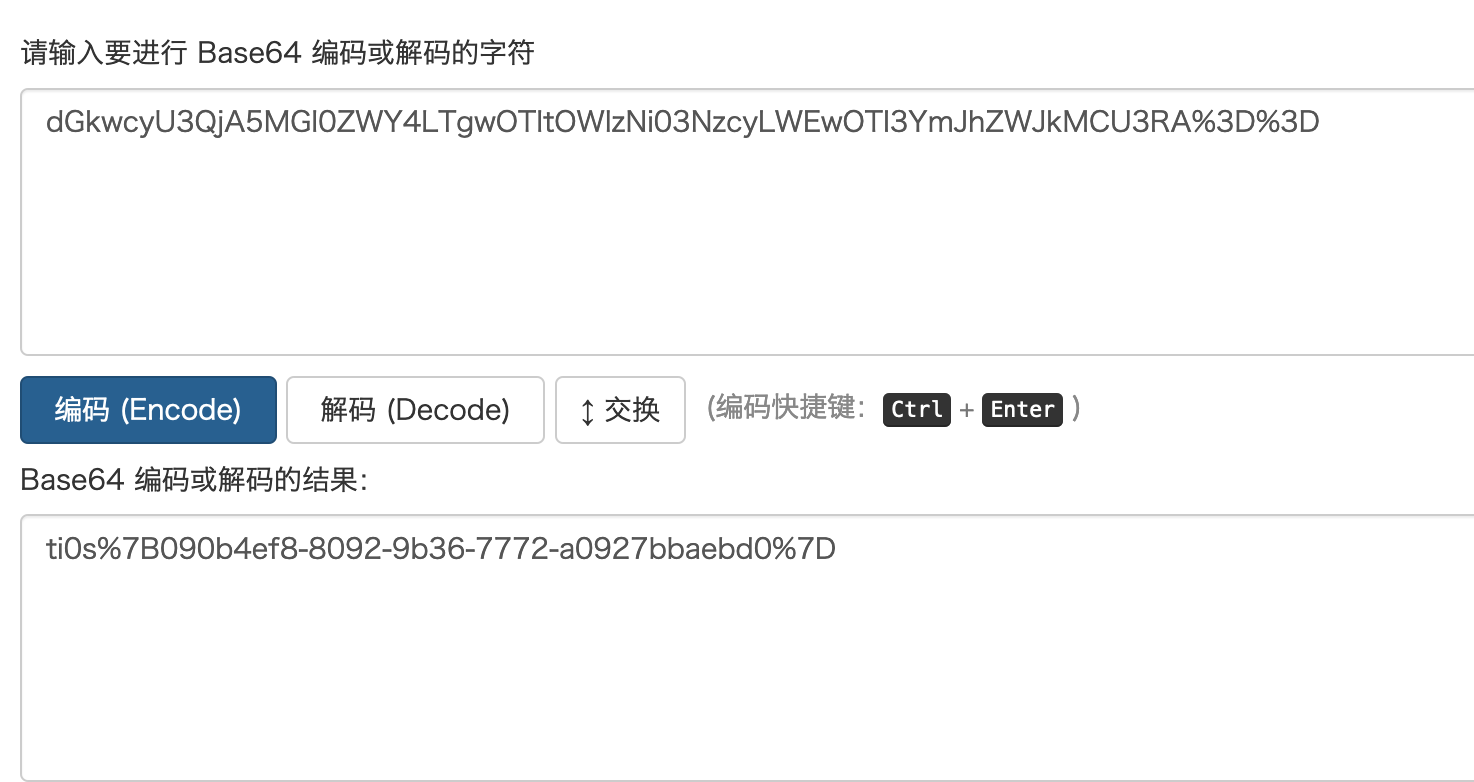 请输入要进行 Base64 编码或解码的字符
dGkwcyU3QjA5MGI0ZWY4LTgwOTItOWIzNi03NzcyLWEwOTI3YmJhZWJkMCU3RA%3D%3D
编码 (Encode) 解码 (Decode) ↕ 交换 (编码快捷键： Ctrl + Enter )
Base64 编码或解码的结果：
ti0s%7B090b4ef8-8092-9b36-7772-a0927bbaebd0%7D